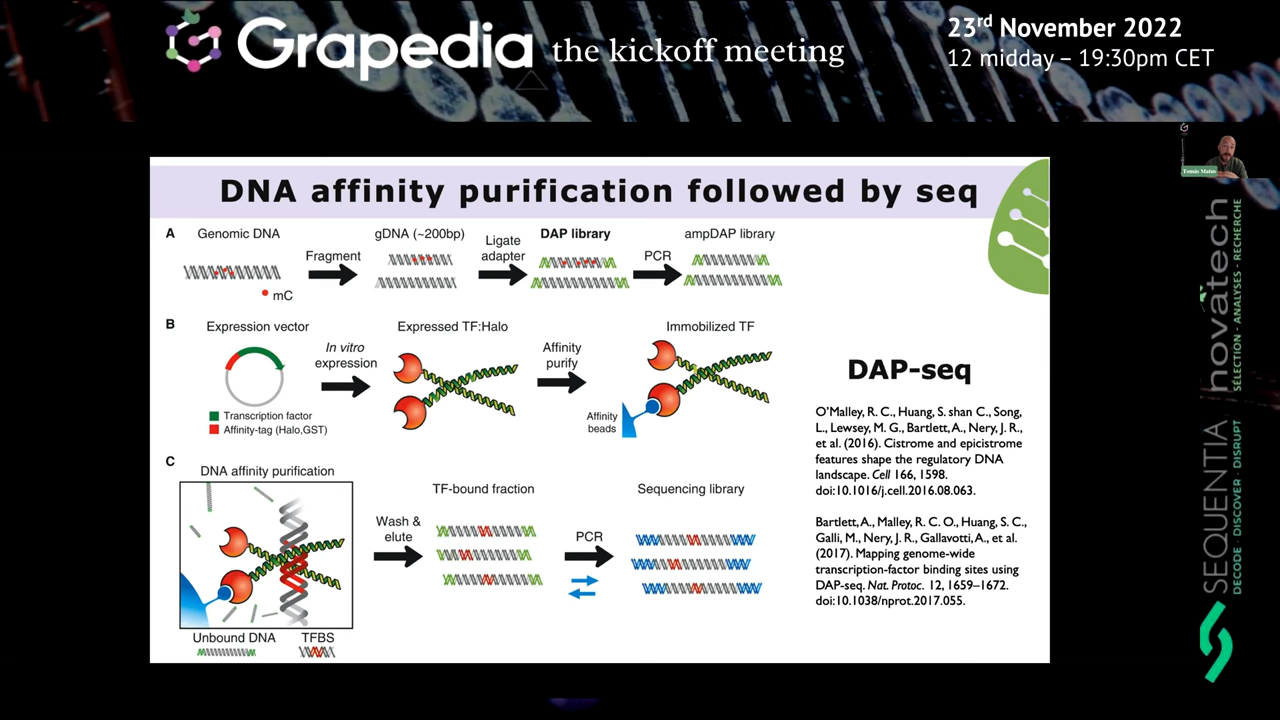 Grapedia the kickoff meeting
23rd November 2022
12 midday – 19:30pm CET
Tomás Matus
DNA affinity purification followed by seq
A
Genomic DNA
Fragment
mC
gDNA (~200bp)
Ligate
adapter
DAP library
PCR
ampDAP library
B
Expression vector
Transcription factor
Affinity-tag (Halo,GST)
In vitro
expression
Expressed TF:Halo
Affinity
purify
Immobilized TF
Affinity
beads
C
DNA affinity purification
Unbound DNA
TFBS
Wash &
elute
TF-bound fraction
PCR
Sequencing library
DAP-seq
O'Malley, R. C., Huang, S. shan C., Song,
L., Lewsey, M. G., Bartlett, A., Nery, J. R.,
et al. (2016). Cistrome and epicistrome
features shape the regulatory DNA
landscape. Cell 166, 1598.
doi:10.1016/j.cell.2016.08.063.
Bartlett, A., Malley, R. C. O., Huang, S. C.,
Galli, M., Nery, J. R., Gallavotti, A., et al.
(2017). Mapping genome-wide
transcription-factor binding sites using
DAP-seq. Nat. Protoc. 12, 1659–1672.
doi:10.1038/nprot.2017.055.
novatech
SÉLECTION - ANALYSES - RECHERCHE
SEQUENTIA
DECODE · DISCOVER · DISRUPT